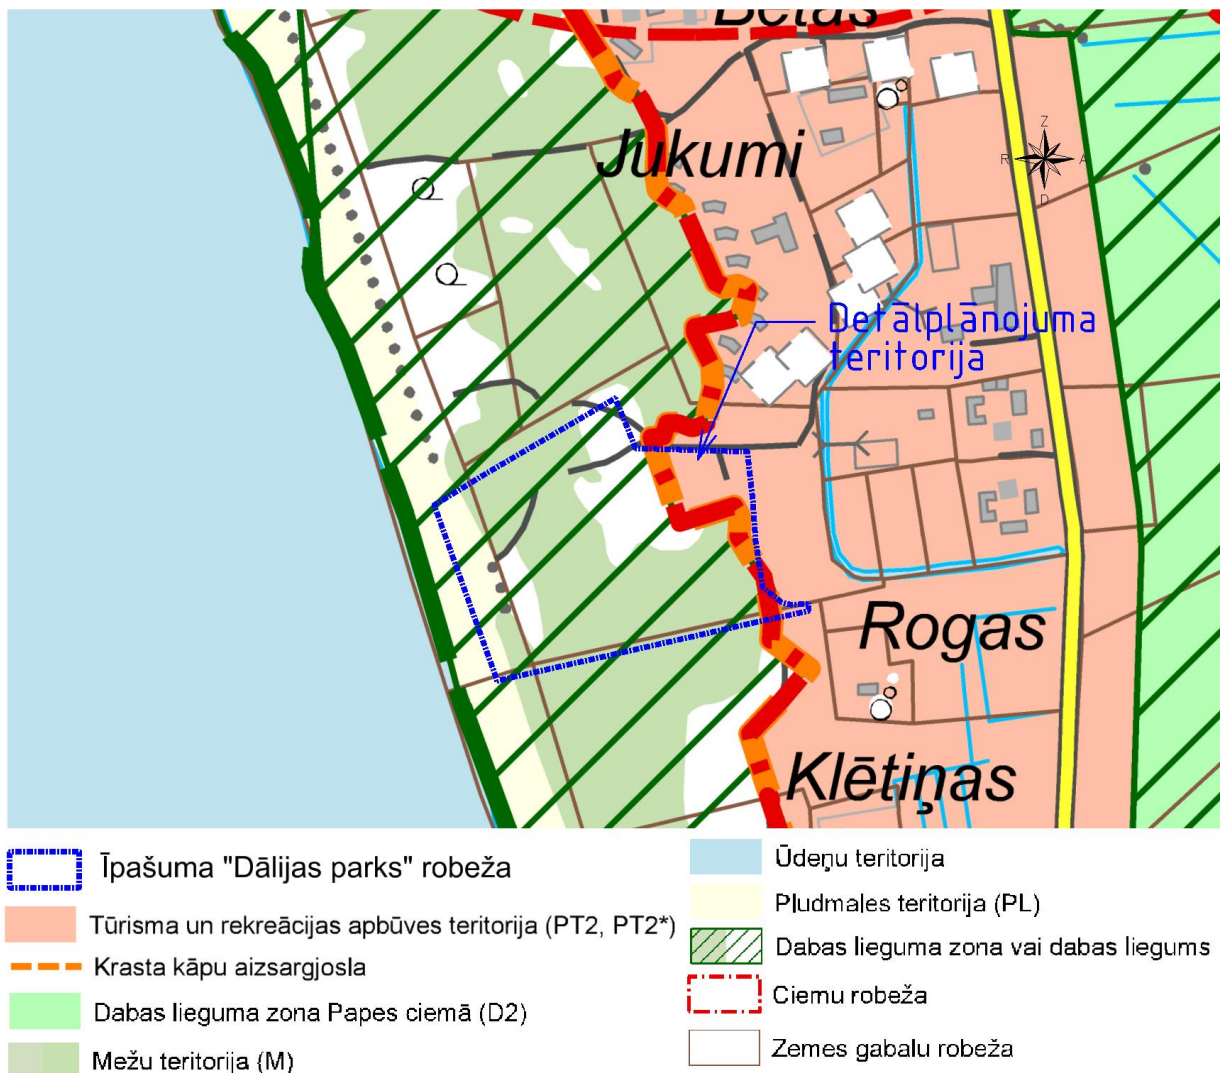 Bētas
Jukumi
Z
R A
D
Detālplānojuma
teritorija
Rogas
Klētiņas
Īpašuma "Dālijas parks" robeža
Tūrisma un rekreācijas apbūves teritorija (PT2, PT2*)
Krasta kāpu aizsargjosla
Dabas lieguma zona Papes ciemā (D2)
Mežu teritorija (M)
Ūdeņu teritorija
Pludmales teritorija (PL)
Dabas lieguma zona vai dabas liegums
Ciemu robeža
Zemes gabalu robeža